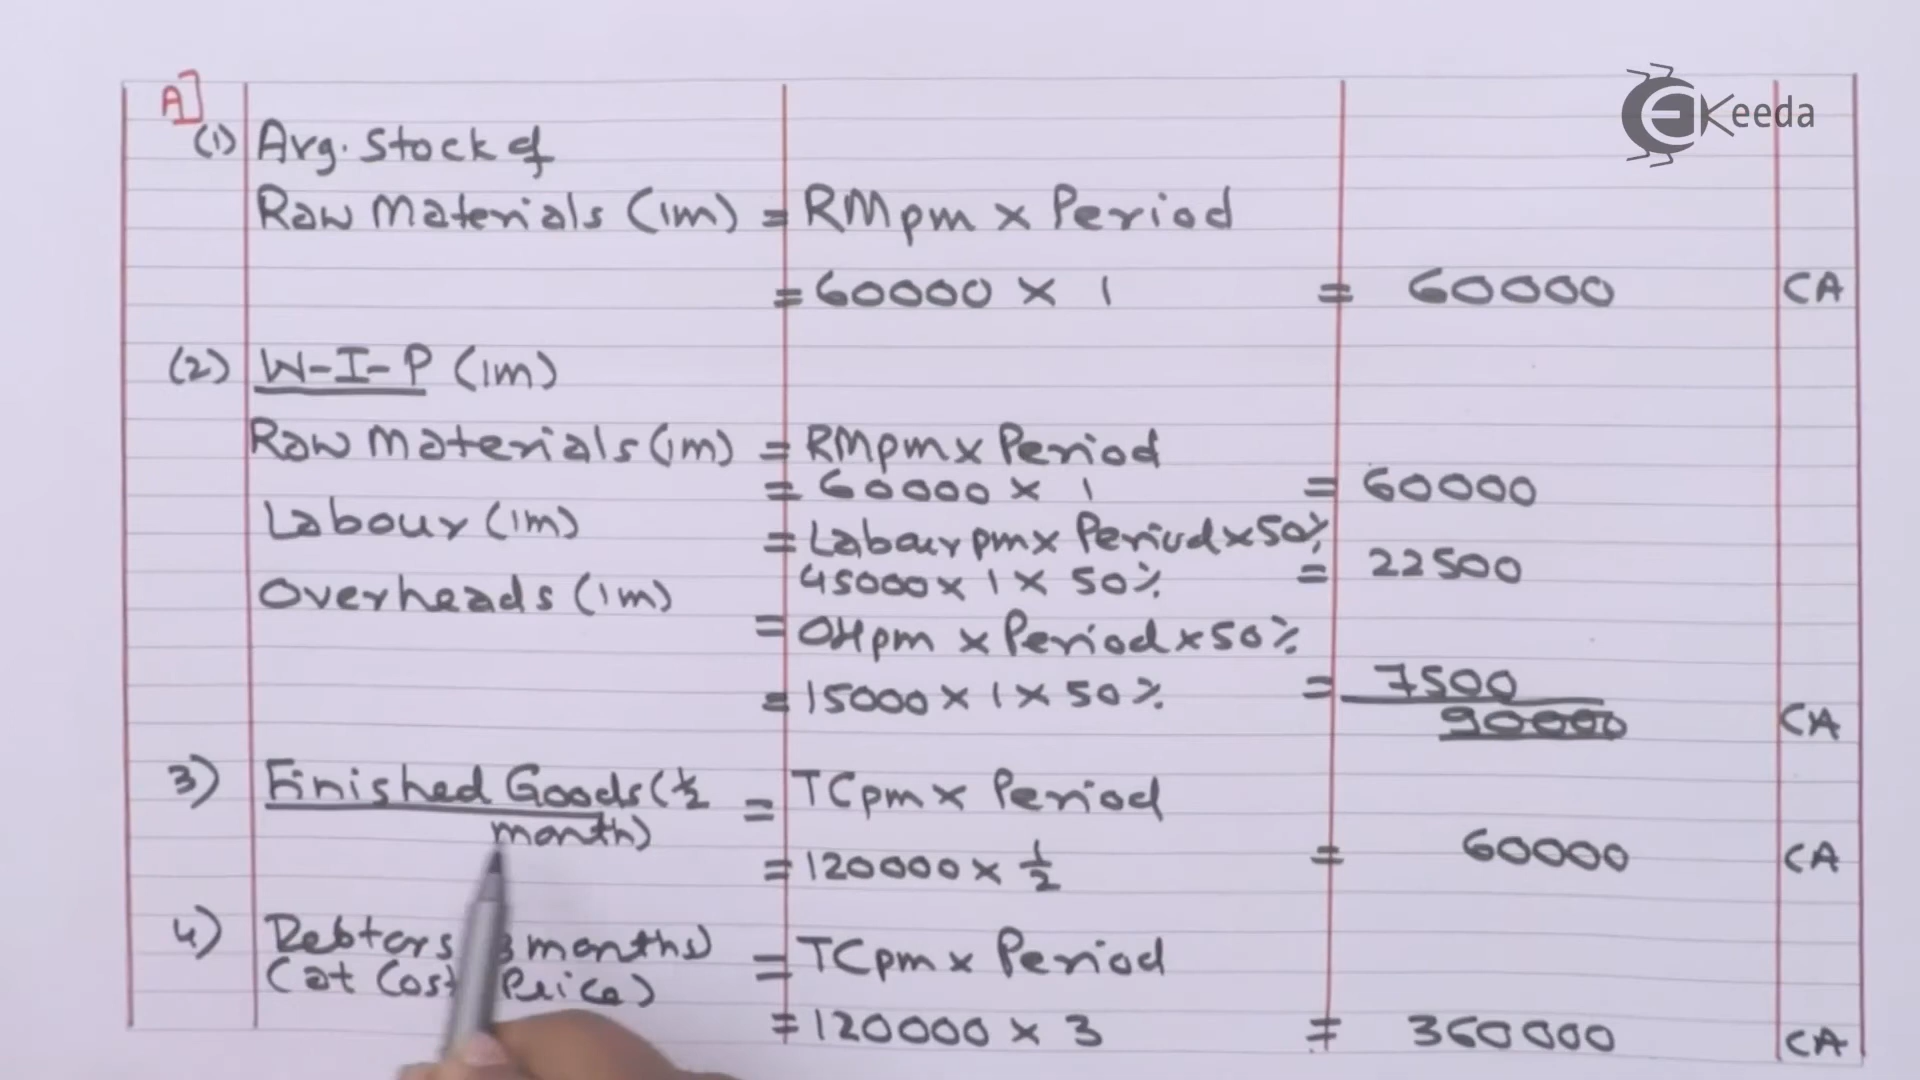 A]
Keeda
(1) Avg. Stock of
Raw Materials (1m) = RMpm x Period
= 60000 x 1 = 60000 CA
(2) W-I-P (1m)
Raw Materials (1m) = RMpm x Period
= 60000 x 1 = 60000
Labour (1m) = Labour pm x Period x 50%
45000 x 1 x 50% = 22500
Overheads (1m)
= OHpm x Period x 50%
= 15000 x 1 x 50% = 7500
90000 CA
3) Finished Goods (1/2 = TCpm x Period
month)
= 120000 x 1/2 = 60000 CA
4) Debtors 3 months) = TCpm x Period
(at Cost Price)
= 120000 x 3 = 360000 CA